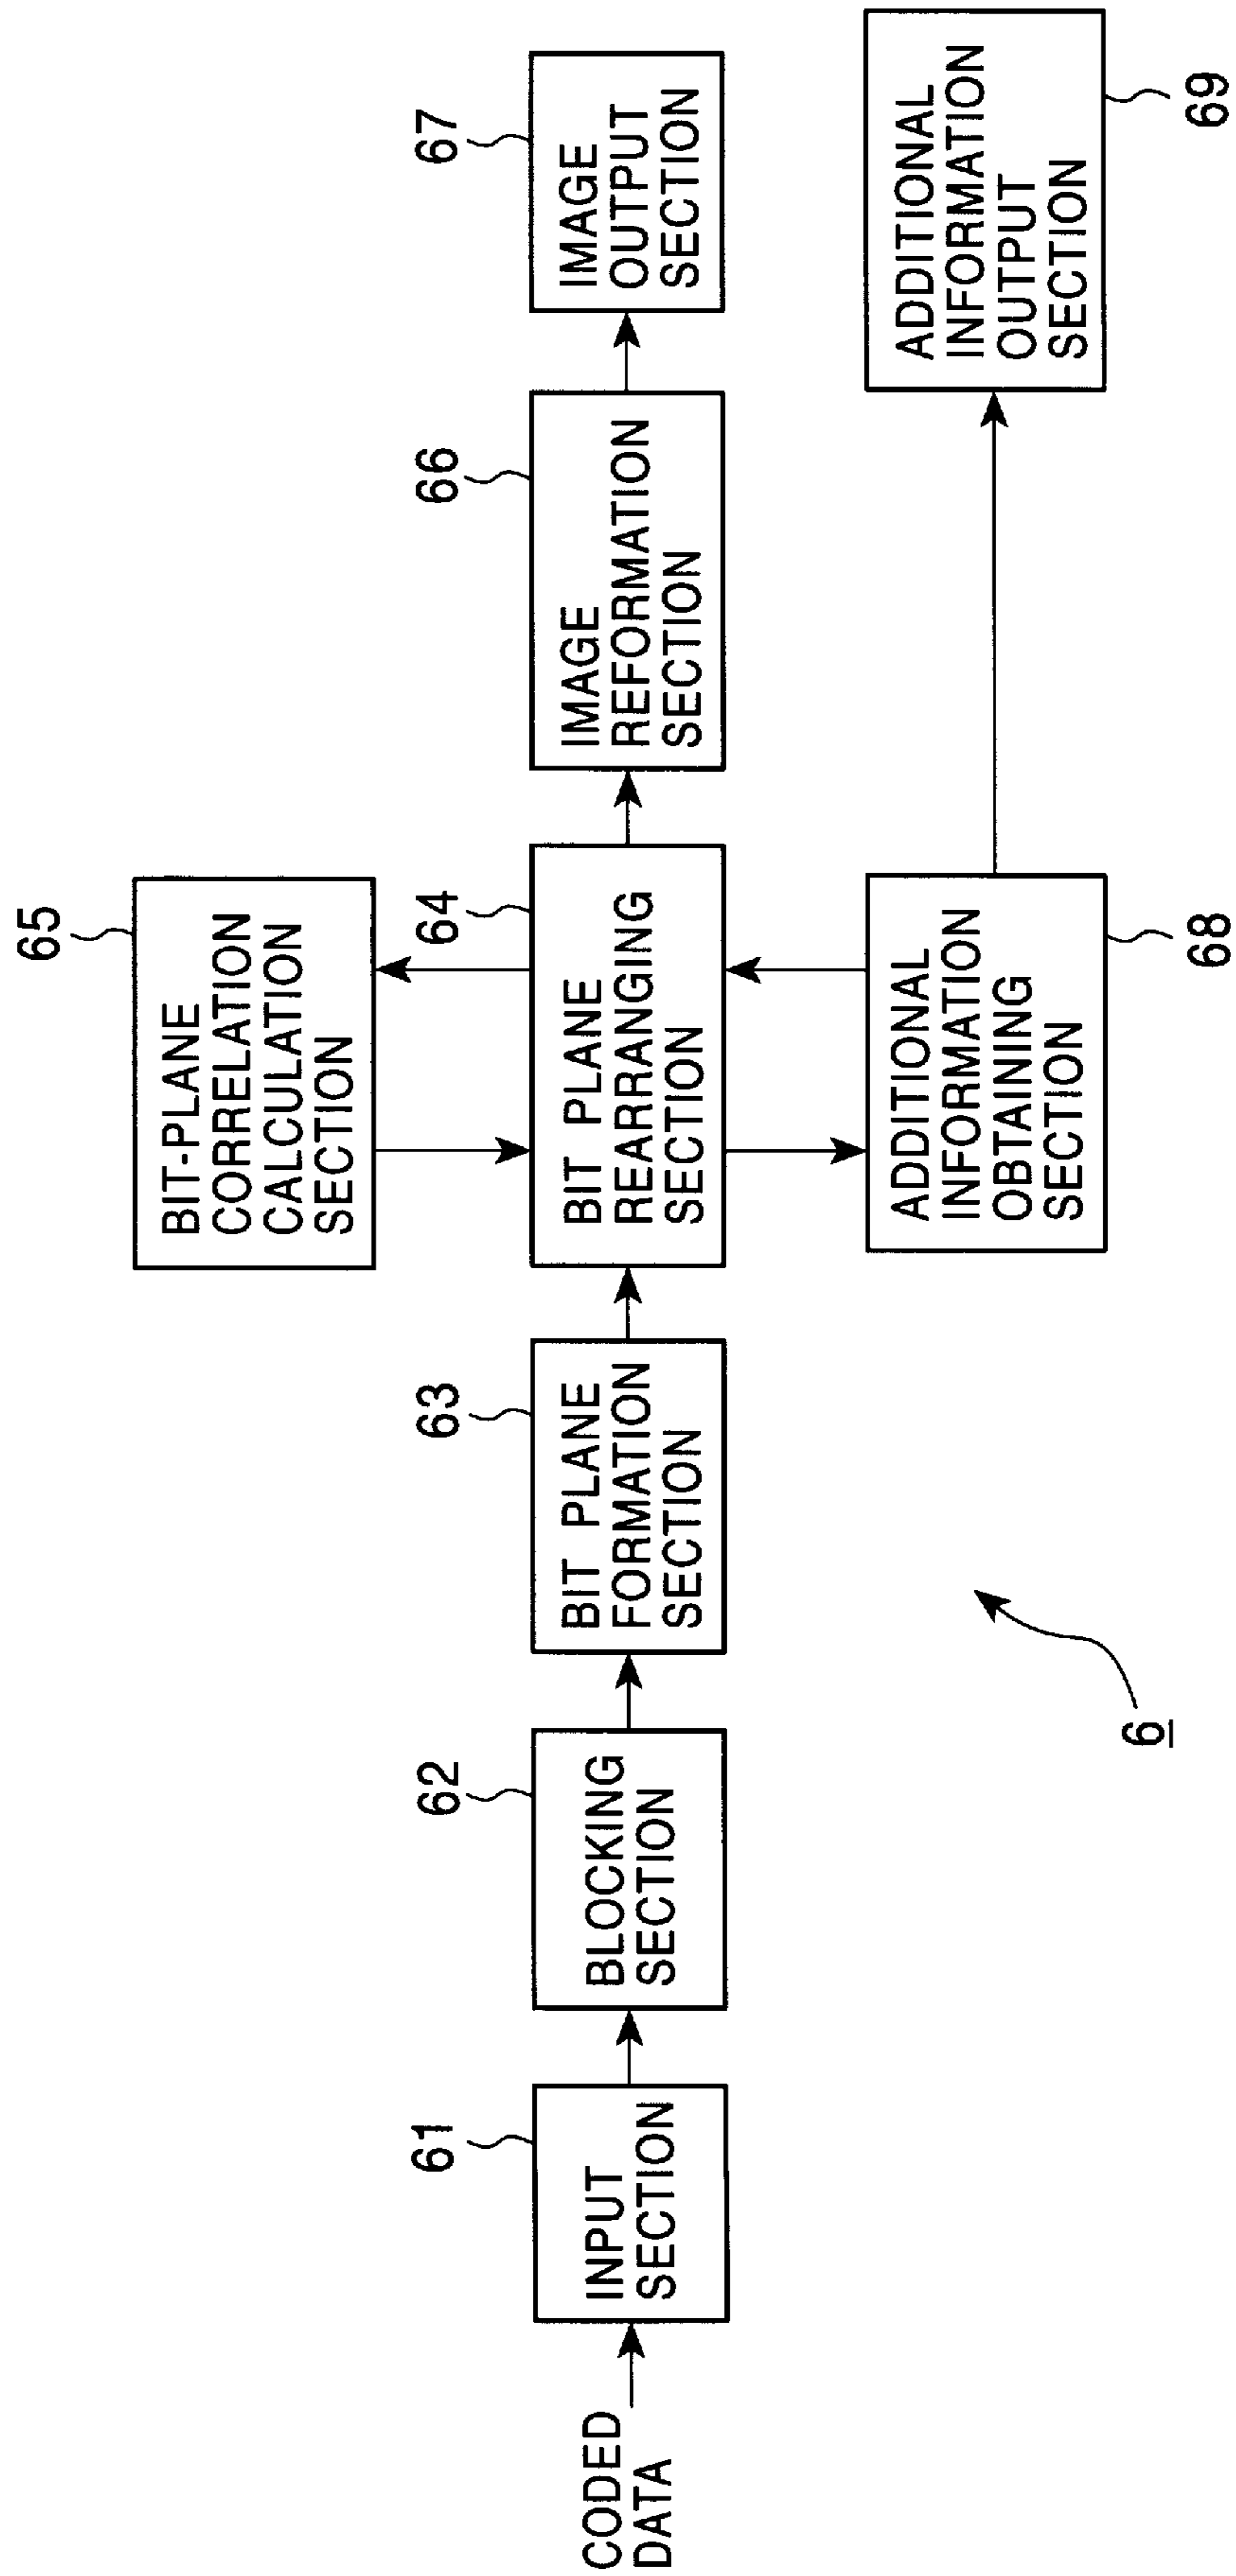 65
BIT-PLANE
CORRELATION
CALCULATION
SECTION
61
INPUT
SECTION
62
BLOCKING
SECTION
63
BIT PLANE
FORMATION
SECTION
64
BIT PLANE
REARRANGING
SECTION
66
IMAGE
REFORMATION
SECTION
67
IMAGE
OUTPUT
SECTION
CODED
DATA
ADDITIONAL
INFORMATION
OBTAINING
SECTION
68
ADDITIONAL
INFORMATION
OUTPUT
SECTION
69
6